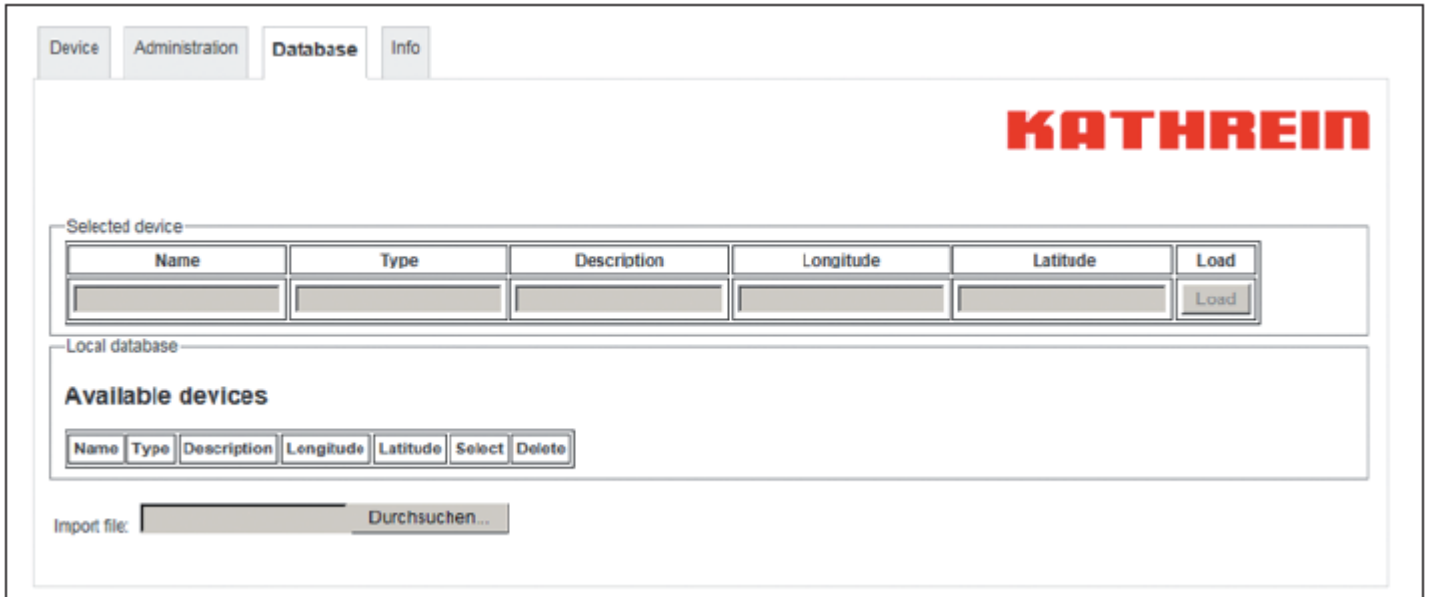 Device Administration Database Info
KATHREIN
Selected device
Name Type Description Longitude Latitude Load
Load
Local database
Available devices
Name Type Description Longitude Latitude Select Delete
Import file: Durchsuchen...